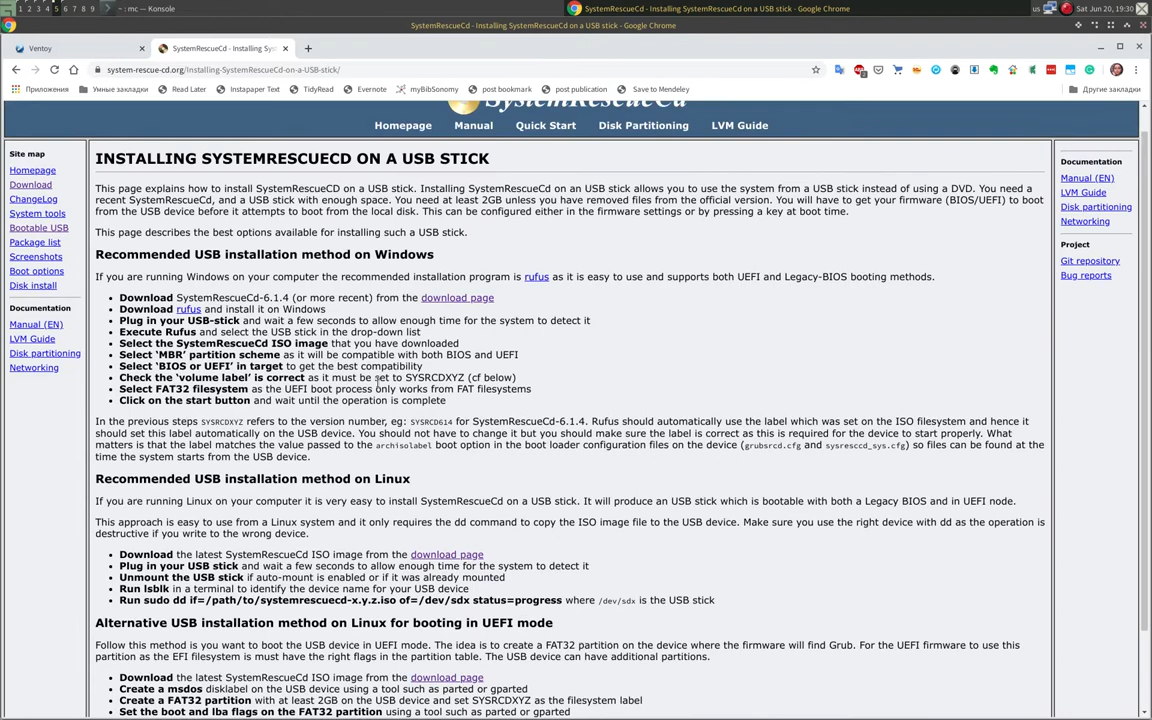 1 2 3 4 5 6 7 8 9
~ : mc — Konsole
SystemRescueCd - Installing SystemRescueCd on a USB stick - Google Chrome
us
Sat Jun 20, 19:30
SystemRescueCd - Installing SystemRescueCd on a USB stick - Google Chrome
Ventoy
SystemRescueCd - Installing Sys
system-rescue-cd.org/Installing-SystemRescueCd-on-a-USB-stick/
Приложения
Умные закладки
Read Later
Instapaper Text
TidyRead
Evernote
myBibSonomy
post bookmark
post publication
Save to Mendeley
Другие закладки
SystemRescueCd
Homepage
Manual
Quick Start
Disk Partitioning
LVM Guide
Site map
Homepage
Download
ChangeLog
System tools
Bootable USB
Package list
Screenshots
Boot options
Disk install
Documentation
Manual (EN)
LVM Guide
Disk partitioning
Networking
INSTALLING SYSTEMRESCUECD ON A USB STICK
This page explains how to install SystemRescueCD on a USB stick. Installing SystemRescueCd on an USB stick allows you to use the system from a USB stick instead of using a DVD. You need a
recent SystemRescueCd, and a USB stick with enough space. You need at least 2GB unless you have removed files from the official version. You will have to get your firmware (BIOS/UEFI) to boot
from the USB device before it attempts to boot from the local disk. This can be configured either in the firmware settings or by pressing a key at boot time.
This page describes the best options available for installing such a USB stick.
Recommended USB installation method on Windows
If you are running Windows on your computer the recommended installation program is rufus as it is easy to use and supports both UEFI and Legacy-BIOS booting methods.
• Download SystemRescueCd-6.1.4 (or more recent) from the download page
• Download rufus and install it on Windows
• Plug in your USB-stick and wait a few seconds to allow enough time for the system to detect it
• Execute Rufus and select the USB stick in the drop-down list
• Select the SystemRescueCd ISO image that you have downloaded
• Select ‘MBR’ partition scheme as it will be compatible with both BIOS and UEFI
• Select ‘BIOS or UEFI’ in target to get the best compatibility
• Check the ‘volume label’ is correct as it must be set to SYSRCDXYZ (cf below)
• Select FAT32 filesystem as the UEFI boot process only works from FAT filesystems
• Click on the start button and wait until the operation is complete
In the previous steps SYSRCDXYZ refers to the version number, eg: SYSRCD614 for SystemRescueCd-6.1.4. Rufus should automatically use the label which was set on the ISO filesystem and hence it
should set this label automatically on the USB device. You should not have to change it but you should make sure the label is correct as this is required for the device to start properly. What
matters is that the label matches the value passed to the archisolabel boot option in the boot loader configuration files on the device (grubsrcd.cfg and sysresccd_sys.cfg) so files can be found at the
time the system starts from the USB device.
Recommended USB installation method on Linux
If you are running Linux on your computer it is very easy to install SystemRescueCd on a USB stick. It will produce an USB stick which is bootable with both a Legacy BIOS and in UEFI node.
This approach is easy to use from a Linux system and it only requires the dd command to copy the ISO image file to the USB device. Make sure you use the right device with dd as the operation is
destructive if you write to the wrong device.
• Download the latest SystemRescueCd ISO image from the download page
• Plug in your USB stick and wait a few seconds to allow enough time for the system to detect it
• Unmount the USB stick if auto-mount is enabled or if it was already mounted
• Run lsblk in a terminal to identify the device name for your USB device
• Run sudo dd if=/path/to/systemrescuecd-x.y.z.iso of=/dev/sdx status=progress where /dev/sdx is the USB stick
Alternative USB installation method on Linux for booting in UEFI mode
Follow this method is you want to boot the USB device in UEFI mode. The idea is to create a FAT32 partition on the device where the firmware will find Grub. For the UEFI firmware to use this
partition as the EFI filesystem is must have the right flags in the partition table. The USB device can have additional partitions.
• Download the latest SystemRescueCd ISO image from the download page
• Create a msdos disklabel on the USB device using a tool such as parted or gparted
• Create a FAT32 partition with at least 2GB on the USB device and set SYSRCDXYZ as the filesystem label
• Set the boot and lba flags on the FAT32 partition using a tool such as parted or gparted
Documentation
Manual (EN)
LVM Guide
Disk partitioning
Networking
Project
Git repository
Bug reports